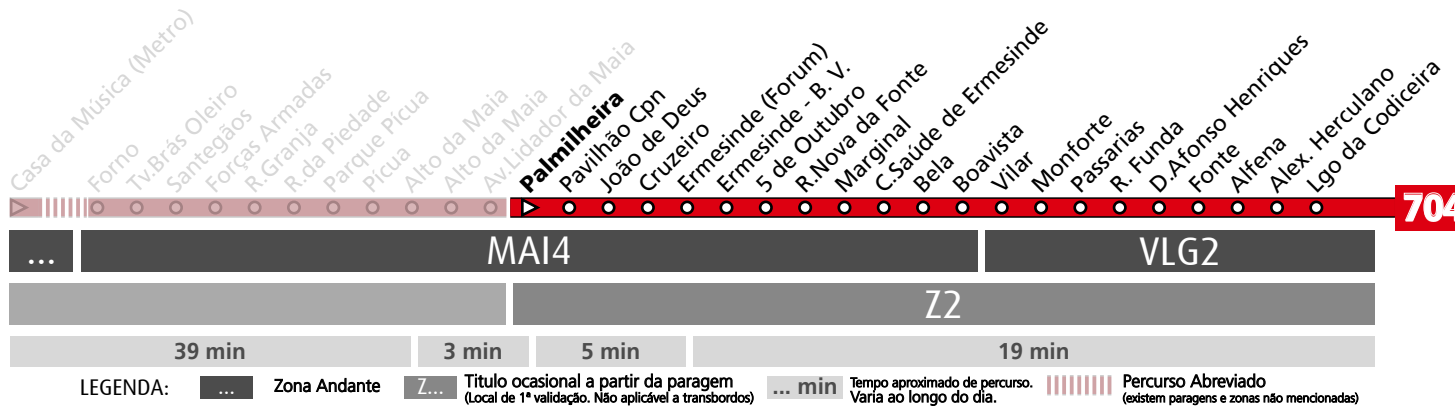 Casa da Música (Metro)
Forno
Tv.Brás Oleiro
Santegãos
Forças Armadas
R.Granja
R.da Piedade
Parque Pícua
Pícua
Alto da Maia
Alto da Maia
Av.Lidador da Maia
Palmilheira
Pavilhão Cpn
João de Deus
Cruzeiro
Ermesinde (Forum)
Ermesinde - B. V.
5 de Outubro
R.Nova da Fonte
Marginal
C.Saúde de Ermesinde
Bela
Boavista
Vilar
Monforte
Passarias
R. Funda
D.Afonso Henriques
Fonte
Alfena
Alex. Herculano
Lgo da Codiceira
704
... MAI4 VLG2
Z2
39 min 3 min 5 min 19 min
LEGENDA: ... Zona Andante Z... Titulo ocasional a partir da paragem ... min Tempo aproximado de percurso. Percurso Abreviado
(Local de 1ª validação. Não aplicável a transbordos) Varia ao longo do dia. (existem paragens e zonas não mencionadas)